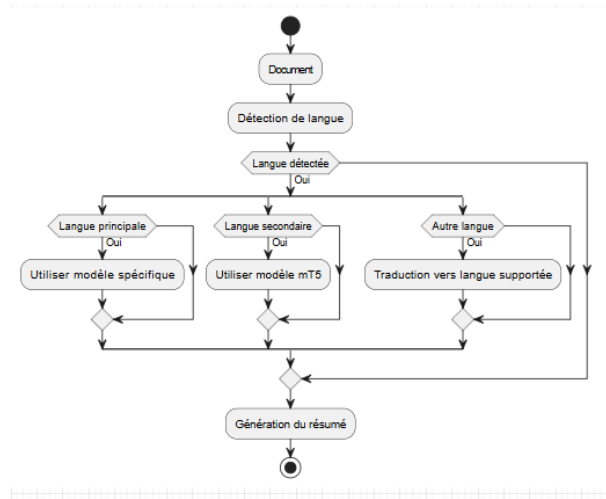 Document
Détection de langue
Langue détectée
Oui
Langue principale
Langue secondaire
Autre langue
Oui
Oui
Oui
Utiliser modèle spécifique
Utiliser modèle mT5
Traduction vers langue supportée
Génération du résumé